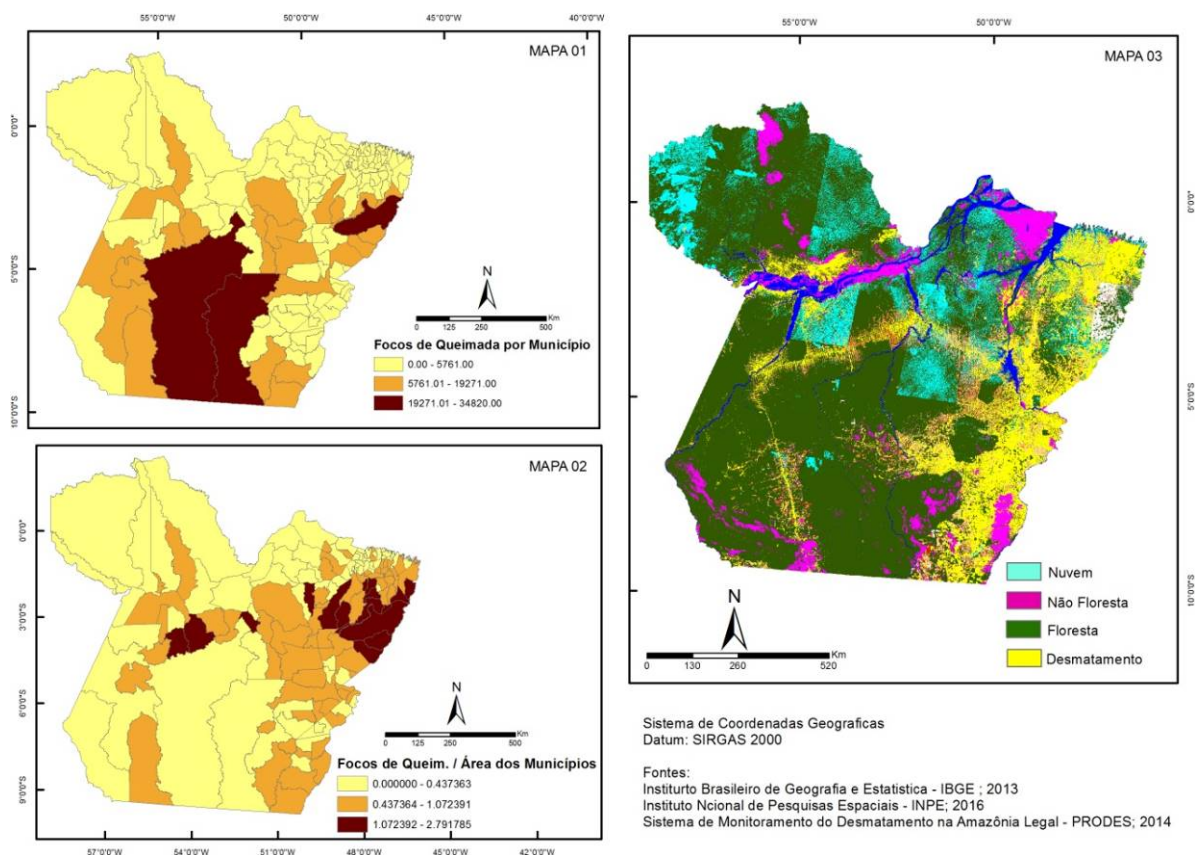 55°0'0"W
50°0'0"W
45°0'0"W
40°0'0"W
MAPA 01
0°0'0"
5°0'0"S
10°0'0"S
N
0 125 250 500
Km
Focos de Queimada por Município
0.00 - 5761.00
5761.01 - 19271.00
19271.01 - 34820.00
MAPA 02
0°0'0"
3°0'0"S
6°0'0"S
9°0'0"S
N
0 125 250 500
Km
Focos de Queim. / Área dos Municípios
0.000000 - 0.437363
0.437364 - 1.072391
1.072392 - 2.791785
57°0'0"W
54°0'0"W
51°0'0"W
48°0'0"W
45°0'0"W
42°0'0"W
55°0'0"W
50°0'0"W
MAPA 03
0°0'0"
5°0'0"S
10°0'0"S
N
0 130 260 520
Km
Nuvem
Não Floresta
Floresta
Desmatamento
Sistema de Coordenadas Geograficas
Datum: SIRGAS 2000
Fontes:
Institurto Brasileiro de Geografia e Estatistica - IBGE ; 2013
Instituto Ncional de Pesquisas Espaciais - INPE; 2016
Sistema de Monitoramento do Desmatamento na Amazônia Legal - PRODES; 2014